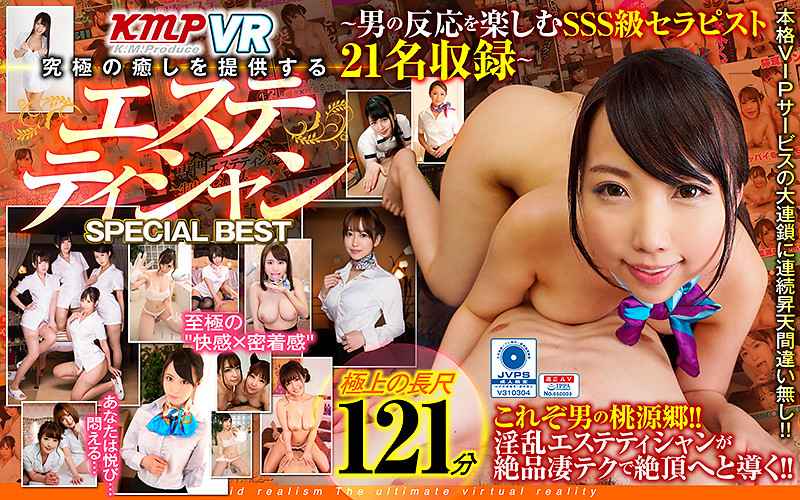 KMP VR
K.M.Produce
究極の癒しを提供する
エステ
ティシャン
SPECIAL BEST
~男の反応を楽しむSSS級セラピスト
21名収録~
本格VIPサービスの大連鎖に連続昇天間違い無し!!
至極の
"快感×密着感"
あなたは悦び…
悶える…
極上の長尺
121分
JVPS
V310304
適正AV
IPPA
これぞ男の桃源郷!!
淫乱エステティシャンが
絶品凄テクで絶頂へと導く!!
id realism The ultimate virtual reality